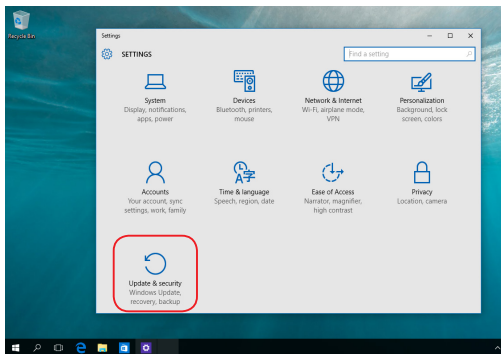 Recycle Bin
Settings
SETTINGS
Find a setting
System
Display, notifications,
apps, power
Devices
Bluetooth, printers,
mouse
Network & Internet
Wi-Fi, airplane mode,
VPN
Personalization
Background, lock
screen, colors
Accounts
Your account, sync
settings, work, family
Time & language
Speech, region, date
Ease of Access
Narrator, magnifier,
high contrast
Privacy
Location, camera
Update & security
Windows Update,
recovery, backup